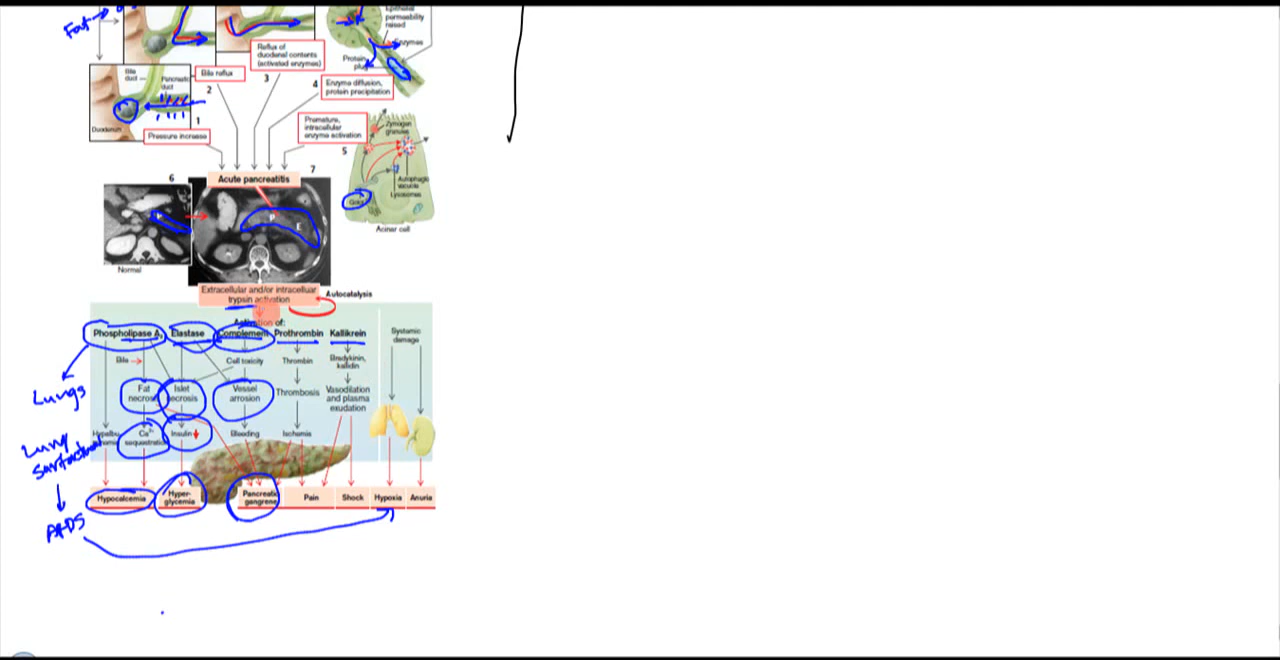 Fat
Epithelial
permeability
raised
Enzymes
Protein
plug
Reflux of
duodenal contents
(activated enzymes)
3
Bile reflux
2
4
Enzyme diffusion,
protein precipitation
Bile
duct
Pancreatic
duct
Duodenum
1
Pressure increase
Premature,
intracellular
enzyme activation
5
Zymogen
granules
Autophagic
vacuole
Lysosomes
Golgi
Acinar cell
6
Acute pancreatitis
7
P
E
Normal
Extracellular and/or intracellular
trypsin activation
Autocatalysis
Activation of:
Phospholipase A2
Elastase
Complement
Prothrombin
Kallikrein
Systemic
damage
Bile
Cell toxicity
Thrombin
Bradykinin,
kallidin
Lungs
Fat
necrosis
Islet
necrosis
Vessel
arrosion
Thrombosis
Vasodilation
and plasma
exudation
Ca2+
sequestration
Insulin
Bleeding
Ischemia
Lung
Hypocalcemia
Hyper-
glycemia
Pancreatic
gangrene
Pain
Shock
Hypoxia
Anuria
ARDS